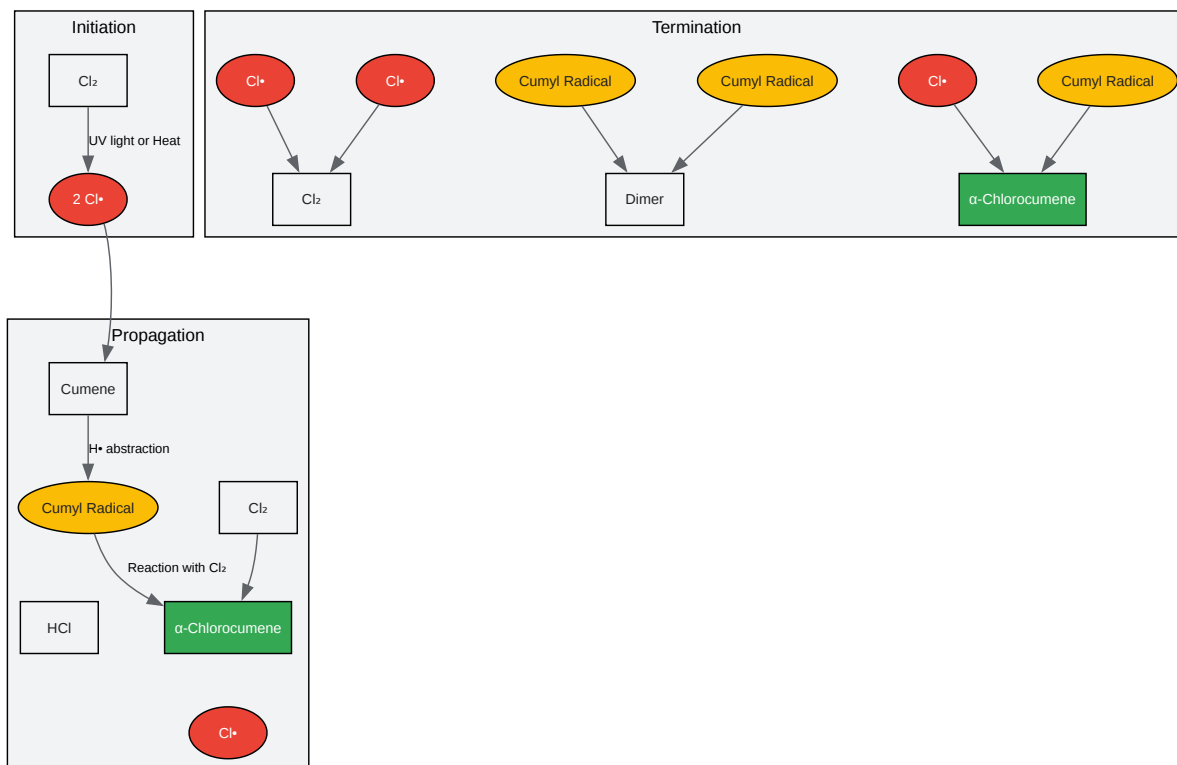 Initiation
Cl₂
UV light or Heat
2 Cl•
Termination
Cl•
Cl•
Cumyl Radical
Cumyl Radical
Cl•
Cumyl Radical
Cl₂
Dimer
α-Chlorocumene
Propagation
Cumene
H• abstraction
Cumyl Radical
Cl₂
Reaction with Cl₂
HCl
α-Chlorocumene
Cl•